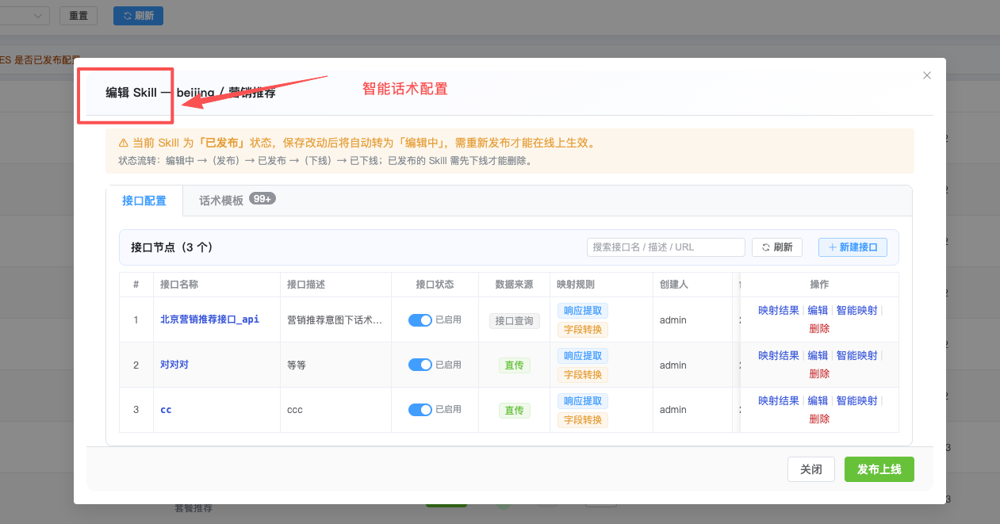 重置
刷新
ES 是否已发布配置
编辑 Skill — beijing / 营销推荐
智能话术配置
当前 Skill 为「已发布」状态，保存改动后将自动转为「编辑中」，需重新发布才能在线上生效。
状态流转：编辑中 →（发布）→ 已发布 →（下线）→ 已下线；已发布的 Skill 需先下线才能删除。
接口配置
话术模板 99+
接口节点（3 个）
搜索接口名 / 描述 / URL
刷新
＋ 新建接口
# 接口名称 接口描述 接口状态 数据来源 映射规则 创建人 操作
1 北京营销推荐接口_api 营销推荐意图下话术... 已启用 接口查询 响应提取 字段转换 admin 映射结果 编辑 智能映射 删除
2 对对对 等等 已启用 直传 响应提取 字段转换 admin 映射结果 编辑 智能映射 删除
3 cc ccc 已启用 直传 响应提取 字段转换 admin 映射结果 编辑 智能映射 删除
关闭
发布上线
套餐推荐